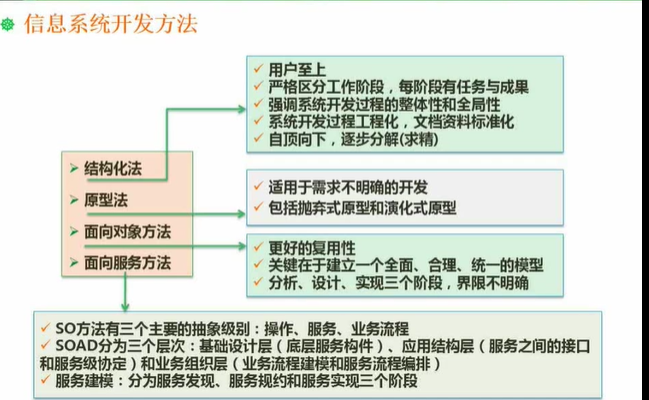 信息系统开发方法
用户至上
严格区分工作阶段，每阶段有任务与成果
强调系统开发过程的整体性和全局性
系统开发过程工程化，文档资料标准化
自顶向下，逐步分解(求精)
结构化法
原型法
面向对象方法
面向服务方法
适用于需求不明确的开发
包括抛弃式原型和演化式原型
更好的复用性
关键在于建立一个全面、合理、统一的模型
分析、设计、实现三个阶段，界限不明确
SO方法有三个主要的抽象级别：操作、服务、业务流程
SOAD分为三个层次：基础设计层（底层服务构件）、应用结构层（服务之间的接口
和服务级协定）和业务组织层（业务流程建模和服务流程编排）
服务建模：分为服务发现、服务规约和服务实现三个阶段